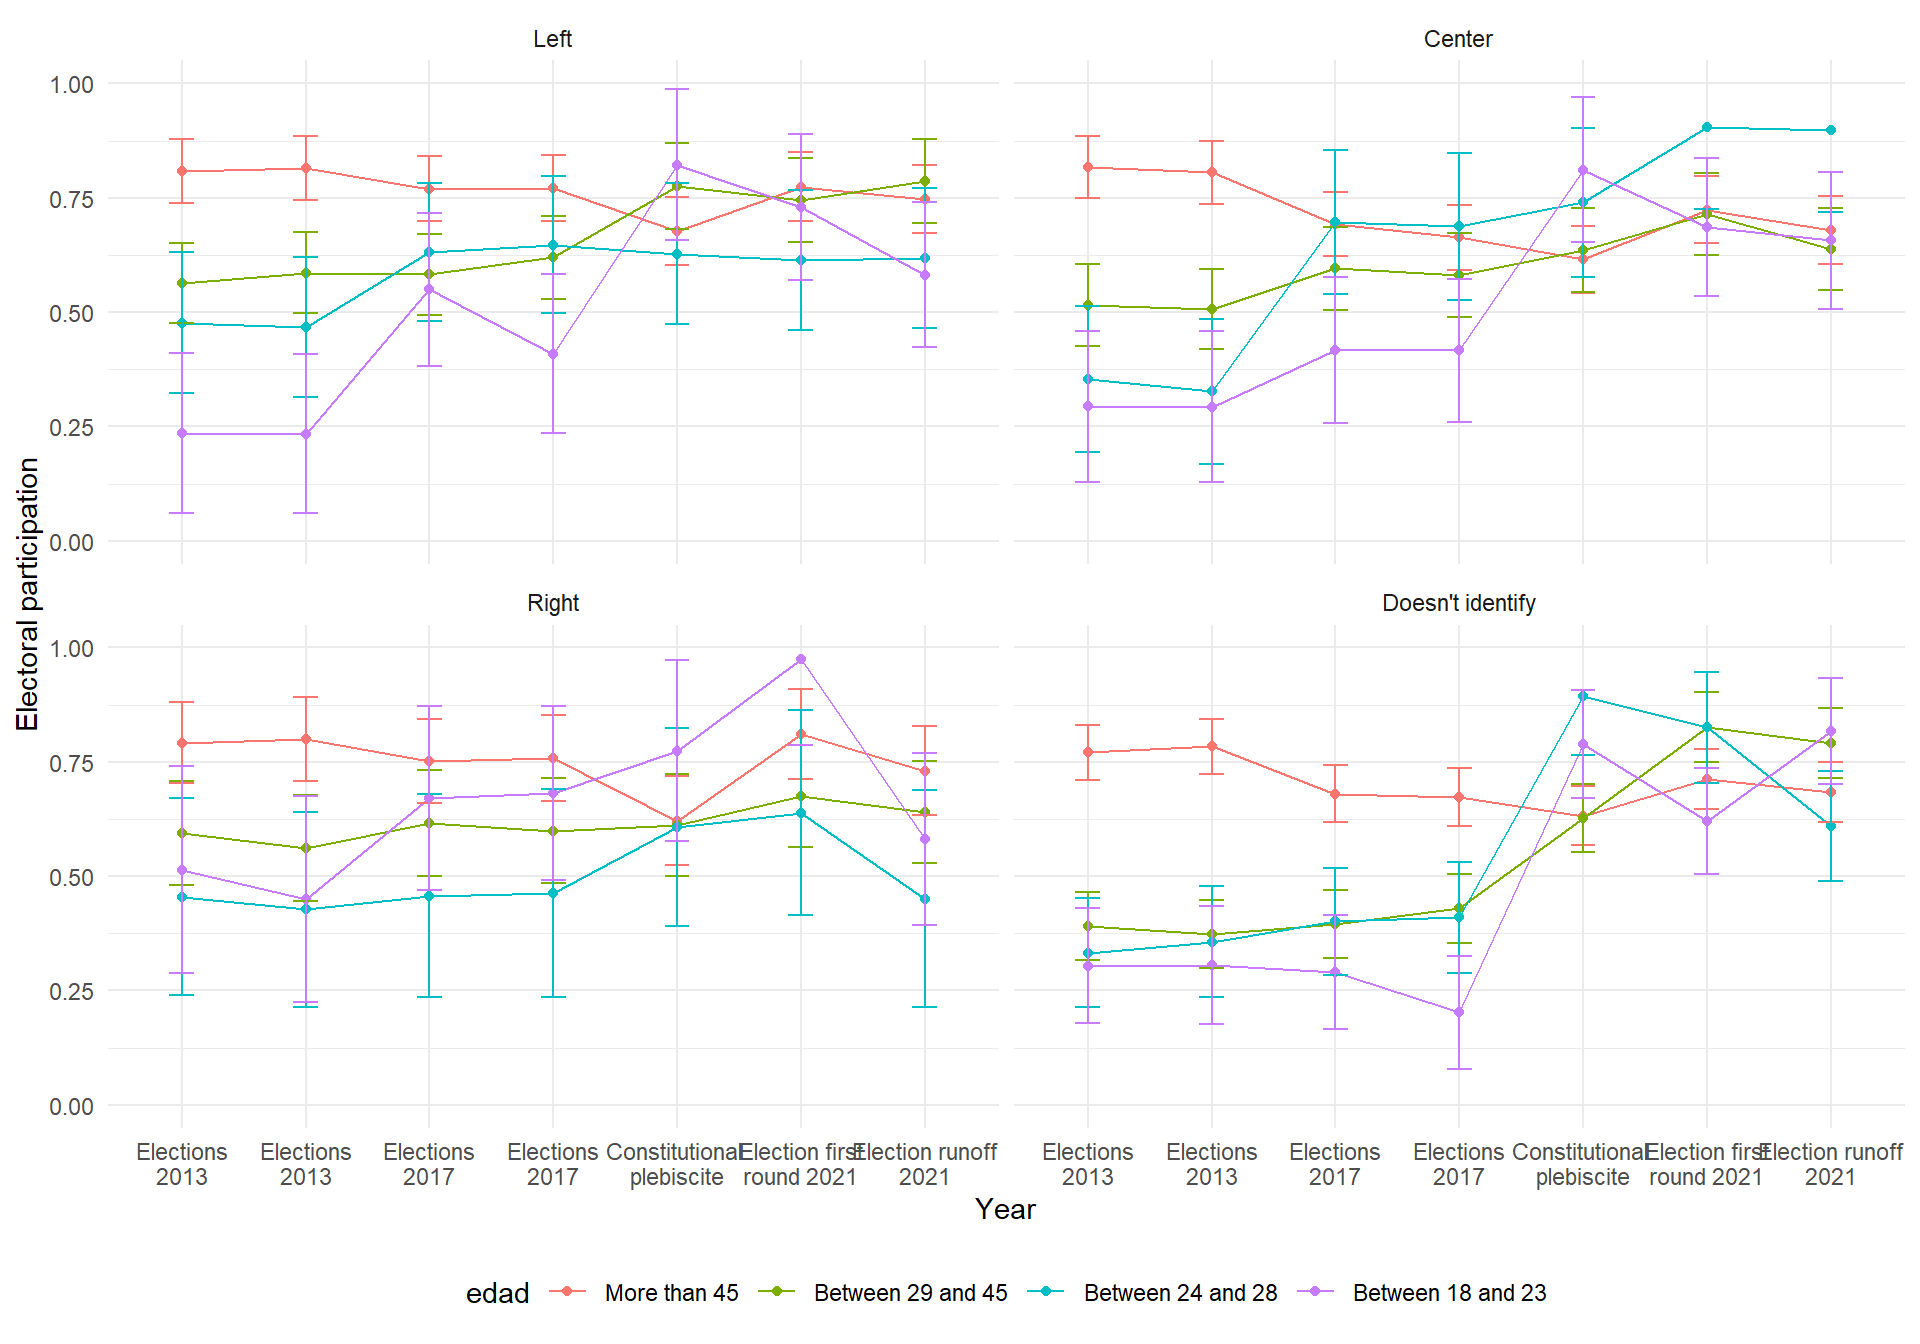 Left
Center
1.00
0.75
0.50
0.25
0.00
Electoral participation
Right
Doesn't identify
1.00
0.75
0.50
0.25
0.00
Elections
2013
Elections
2013
Elections
2017
Elections
2017
Constitutional
plebiscite
Election first
round 2021
Election runoff
2021
Elections
2013
Elections
2013
Elections
2017
Elections
2017
Constitutional
plebiscite
Election first
round 2021
Election runoff
2021
Year
edad More than 45 Between 29 and 45 Between 24 and 28 Between 18 and 23